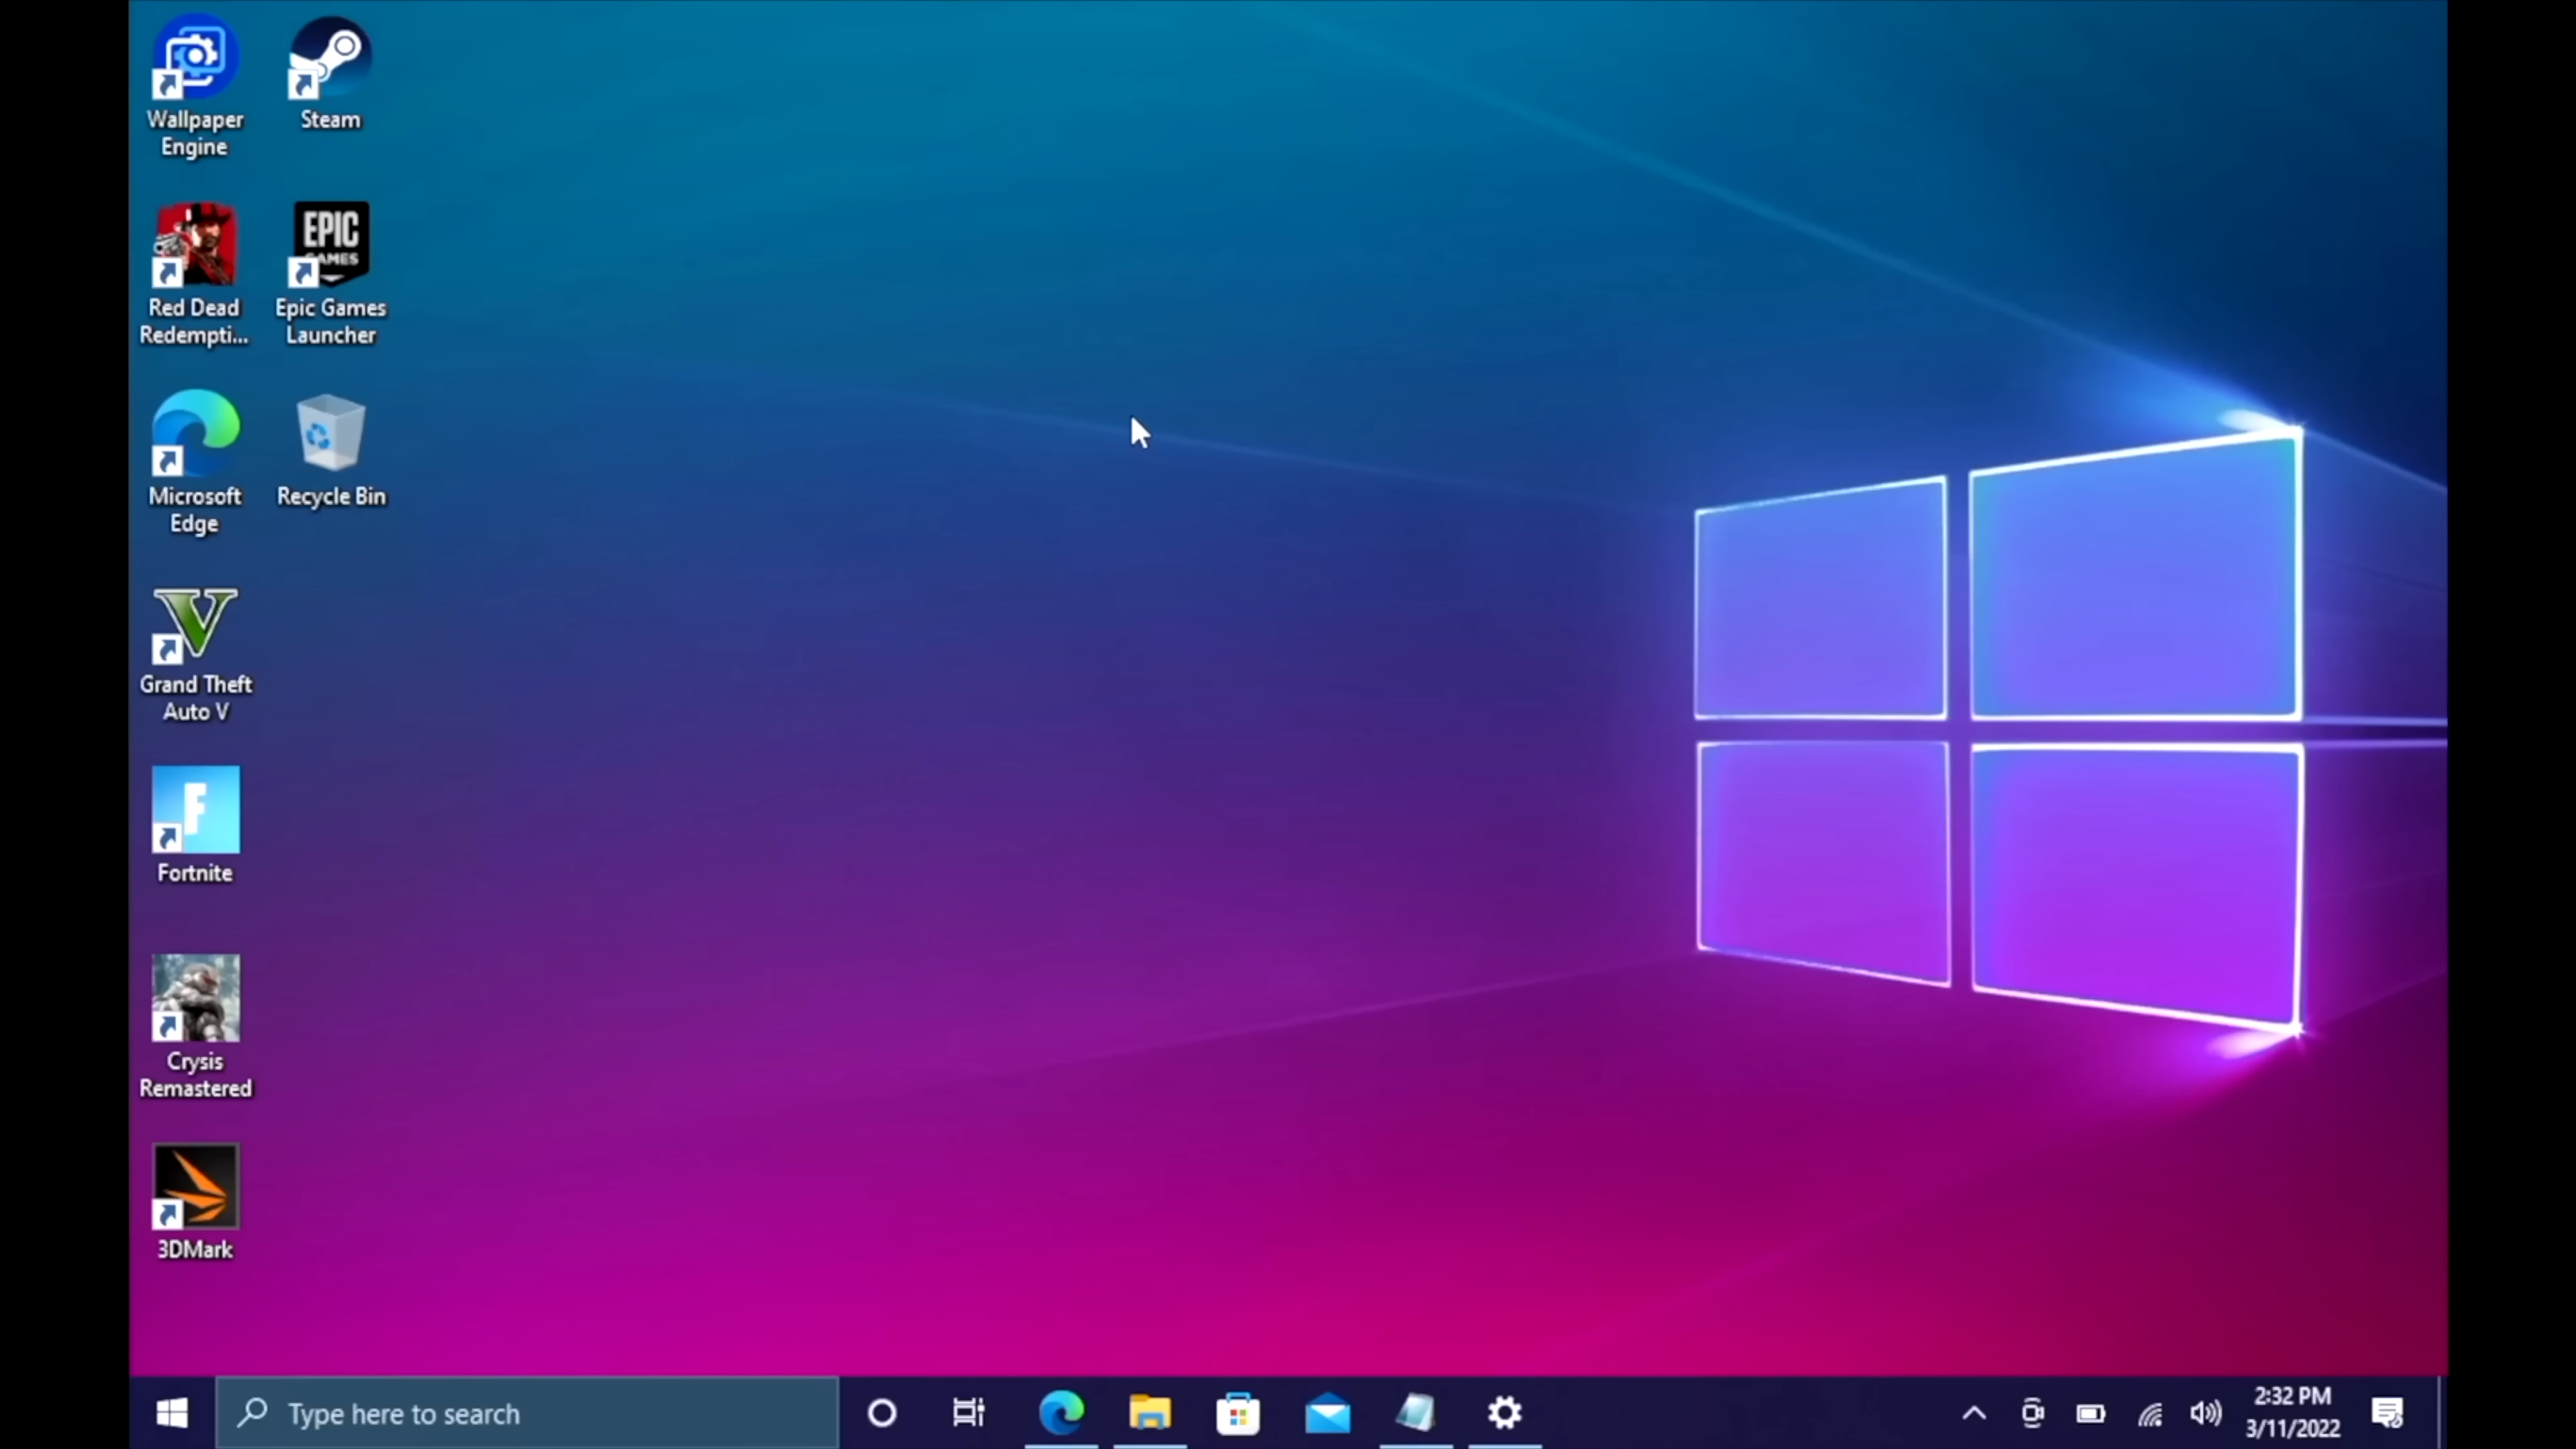 Wallpaper
Engine
Steam
Red Dead
Redempti...
EPIC
GAMES
Epic Games
Launcher
Microsoft
Edge
Recycle Bin
V
Grand Theft
Auto V
F
Fortnite
Crysis
Remastered
3DMark
Type here to search
2:32 PM
3/11/2022